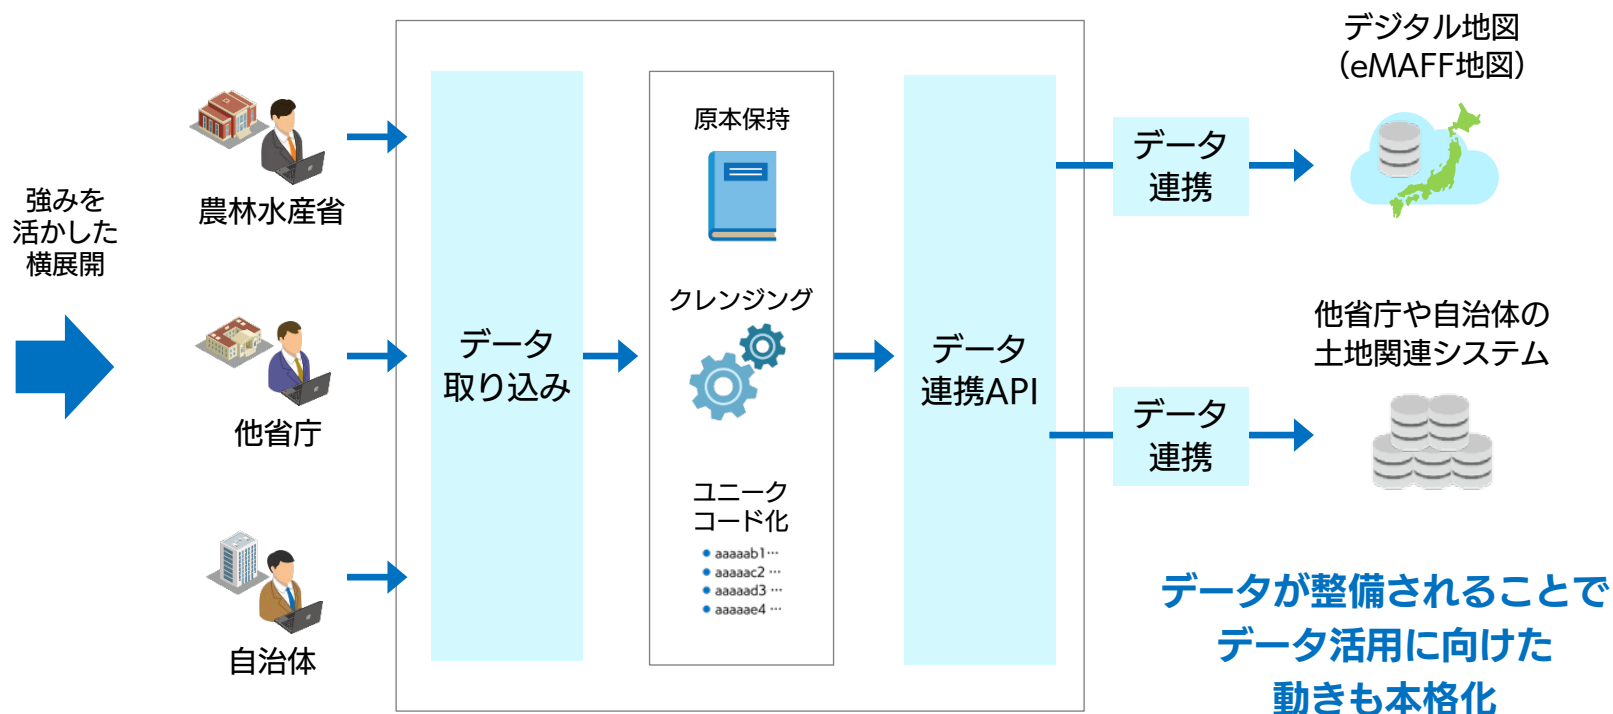 強みを
活かした
横展開
農林水産省
他省庁
自治体
データ
取り込み
原本保持
クレンジング
ユニーク
コード化
aaaaab1…
aaaaac2…
aaaaad3…
aaaaae4…
データ
連携API
データ
連携
データ
連携
デジタル地図
（eMAFF地図）
他省庁や自治体の
土地関連システム
データが整備されることで
データ活用に向けた
動きも本格化